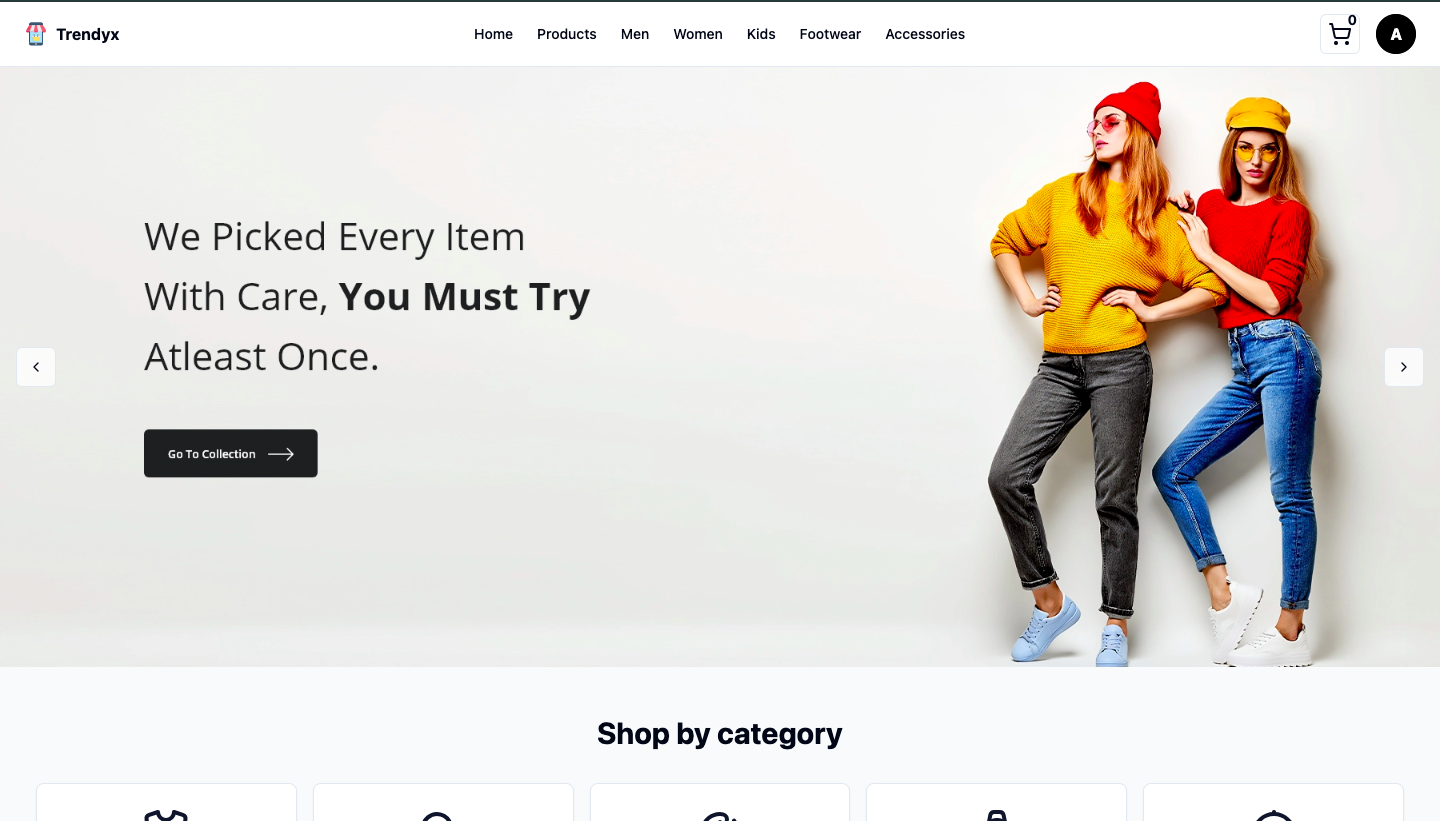 Trendyx
Home Products Men Women Kids Footwear Accessories
0
A
We Picked Every Item
With Care, You Must Try
Atleast Once.
Go To Collection
Shop by category